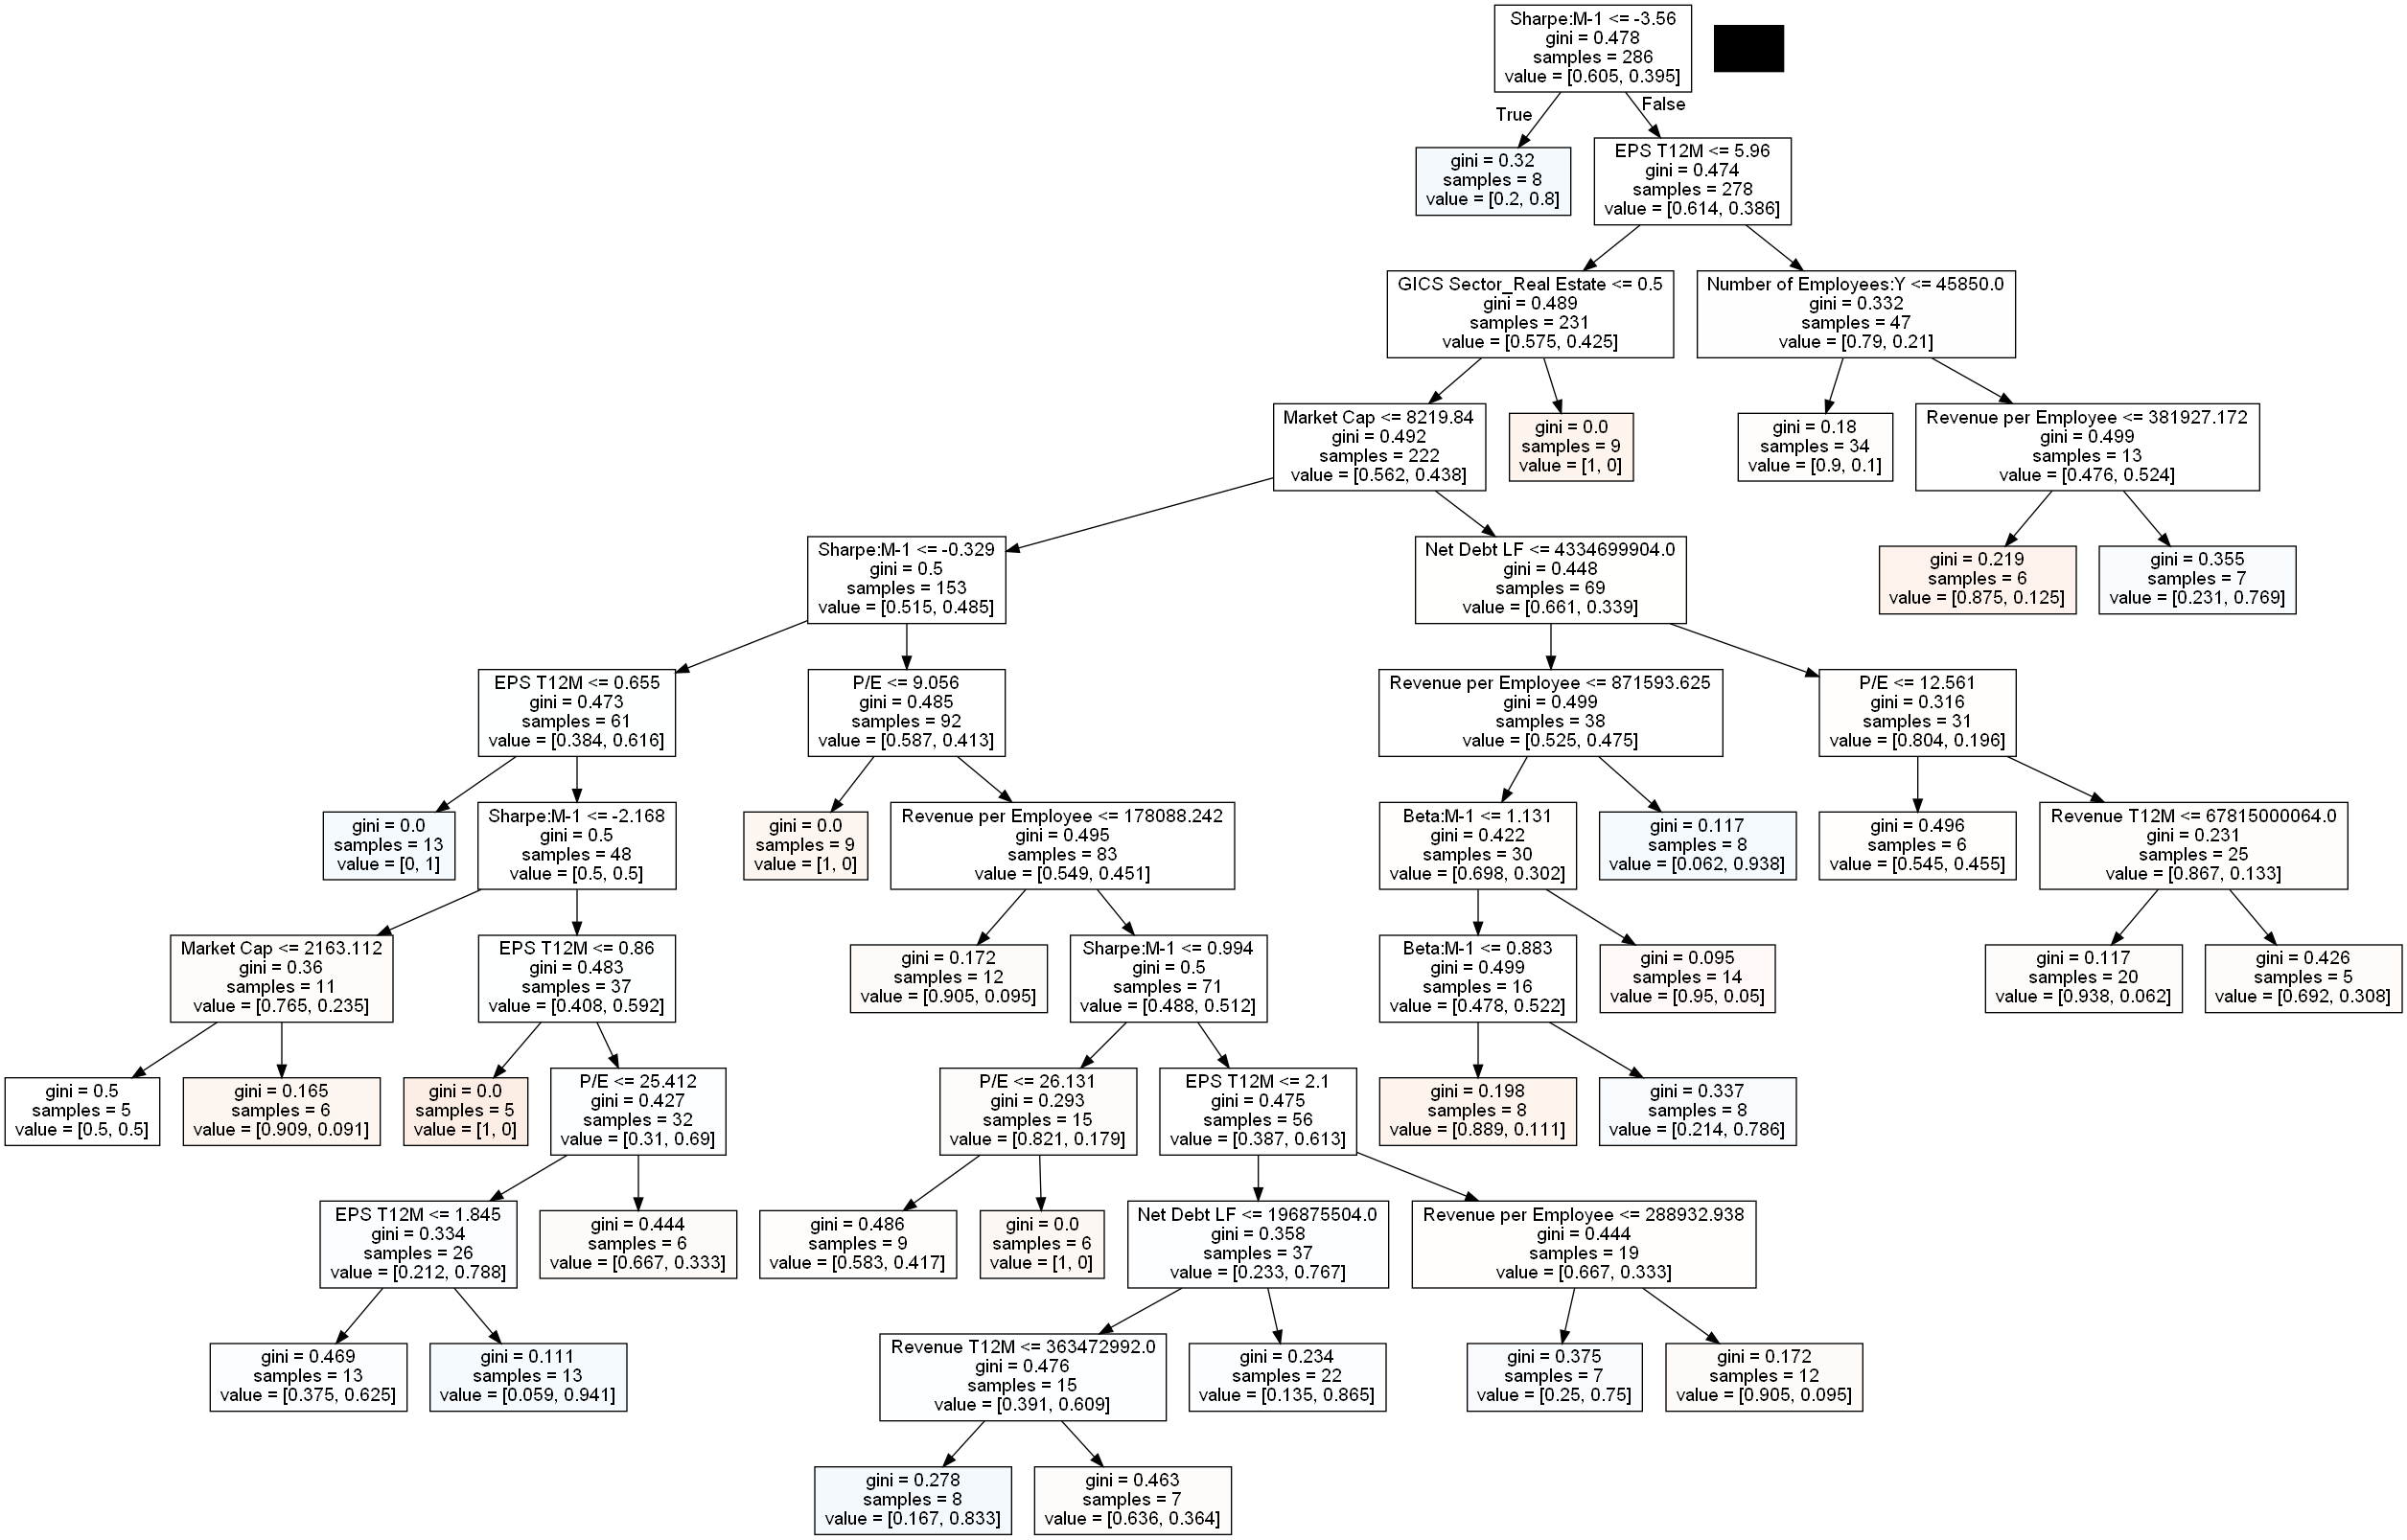 Sharpe:M-1 <= -3.56
gini = 0.478
samples = 286
value = [0.605, 0.395]
True
False
gini = 0.32
samples = 8
value = [0.2, 0.8]
EPS T12M <= 5.96
gini = 0.474
samples = 278
value = [0.614, 0.386]
GICS Sector_Real Estate <= 0.5
gini = 0.489
samples = 231
value = [0.575, 0.425]
Number of Employees:Y <= 45850.0
gini = 0.332
samples = 47
value = [0.79, 0.21]
Market Cap <= 8219.84
gini = 0.492
samples = 222
value = [0.562, 0.438]
gini = 0.0
samples = 9
value = [1, 0]
gini = 0.18
samples = 34
value = [0.9, 0.1]
Revenue per Employee <= 381927.172
gini = 0.499
samples = 13
value = [0.476, 0.524]
Sharpe:M-1 <= -0.329
gini = 0.5
samples = 153
value = [0.515, 0.485]
Net Debt LF <= 4334699904.0
gini = 0.448
samples = 69
value = [0.661, 0.339]
gini = 0.219
samples = 6
value = [0.875, 0.125]
gini = 0.355
samples = 7
value = [0.231, 0.769]
EPS T12M <= 0.655
gini = 0.473
samples = 61
value = [0.384, 0.616]
P/E <= 9.056
gini = 0.485
samples = 92
value = [0.587, 0.413]
Revenue per Employee <= 871593.625
gini = 0.499
samples = 38
value = [0.525, 0.475]
P/E <= 12.561
gini = 0.316
samples = 31
value = [0.804, 0.196]
gini = 0.0
samples = 13
value = [0, 1]
Sharpe:M-1 <= -2.168
gini = 0.5
samples = 48
value = [0.5, 0.5]
gini = 0.0
samples = 9
value = [1, 0]
Revenue per Employee <= 178088.242
gini = 0.495
samples = 83
value = [0.549, 0.451]
Beta:M-1 <= 1.131
gini = 0.422
samples = 30
value = [0.698, 0.302]
gini = 0.117
samples = 8
value = [0.062, 0.938]
gini = 0.496
samples = 6
value = [0.545, 0.455]
Revenue T12M <= 67815000064.0
gini = 0.231
samples = 25
value = [0.867, 0.133]
Market Cap <= 2163.112
gini = 0.36
samples = 11
value = [0.765, 0.235]
EPS T12M <= 0.86
gini = 0.483
samples = 37
value = [0.408, 0.592]
gini = 0.172
samples = 12
value = [0.905, 0.095]
Sharpe:M-1 <= 0.994
gini = 0.5
samples = 71
value = [0.488, 0.512]
Beta:M-1 <= 0.883
gini = 0.499
samples = 16
value = [0.478, 0.522]
gini = 0.095
samples = 14
value = [0.95, 0.05]
gini = 0.117
samples = 20
value = [0.938, 0.062]
gini = 0.426
samples = 5
value = [0.692, 0.308]
gini = 0.5
samples = 5
value = [0.5, 0.5]
gini = 0.165
samples = 6
value = [0.909, 0.091]
gini = 0.0
samples = 5
value = [1, 0]
P/E <= 25.412
gini = 0.427
samples = 32
value = [0.31, 0.69]
P/E <= 26.131
gini = 0.293
samples = 15
value = [0.821, 0.179]
EPS T12M <= 2.1
gini = 0.475
samples = 56
value = [0.387, 0.613]
gini = 0.198
samples = 8
value = [0.889, 0.111]
gini = 0.337
samples = 8
value = [0.214, 0.786]
EPS T12M <= 1.845
gini = 0.334
samples = 26
value = [0.212, 0.788]
gini = 0.444
samples = 6
value = [0.667, 0.333]
gini = 0.486
samples = 9
value = [0.583, 0.417]
gini = 0.0
samples = 6
value = [1, 0]
Net Debt LF <= 196875504.0
gini = 0.358
samples = 37
value = [0.233, 0.767]
Revenue per Employee <= 288932.938
gini = 0.444
samples = 19
value = [0.667, 0.333]
gini = 0.469
samples = 13
value = [0.375, 0.625]
gini = 0.111
samples = 13
value = [0.059, 0.941]
Revenue T12M <= 363472992.0
gini = 0.476
samples = 15
value = [0.391, 0.609]
gini = 0.234
samples = 22
value = [0.135, 0.865]
gini = 0.375
samples = 7
value = [0.25, 0.75]
gini = 0.172
samples = 12
value = [0.905, 0.095]
gini = 0.278
samples = 8
value = [0.167, 0.833]
gini = 0.463
samples = 7
value = [0.636, 0.364]